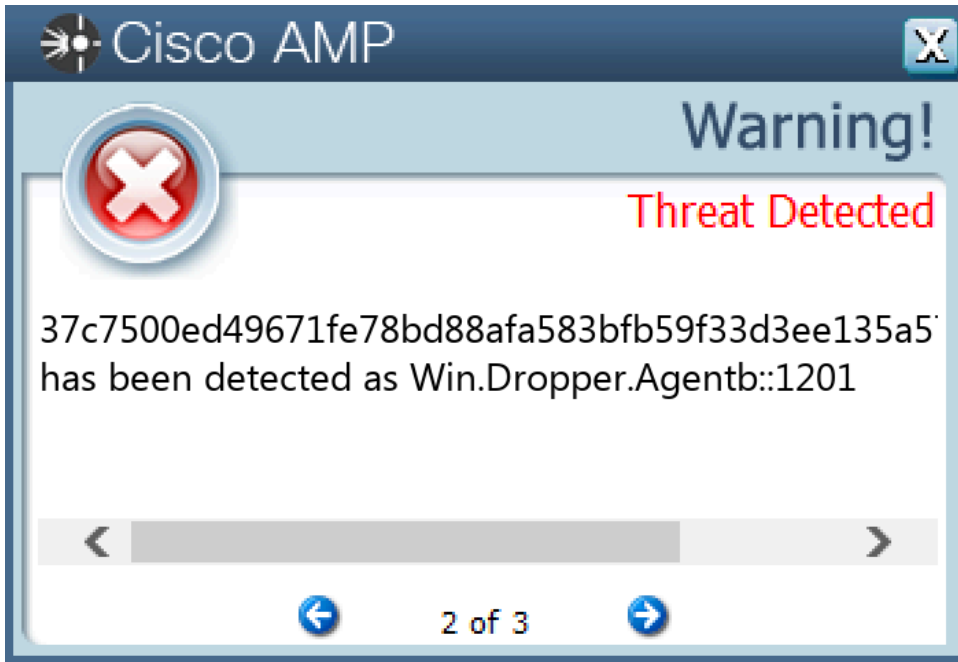 Cisco AMP
X
Warning!
Threat Detected
37c7500ed49671fe78bd88afa583bfb59f33d3ee135a5
has been detected as Win.Dropper.Agentb::1201
2 of 3